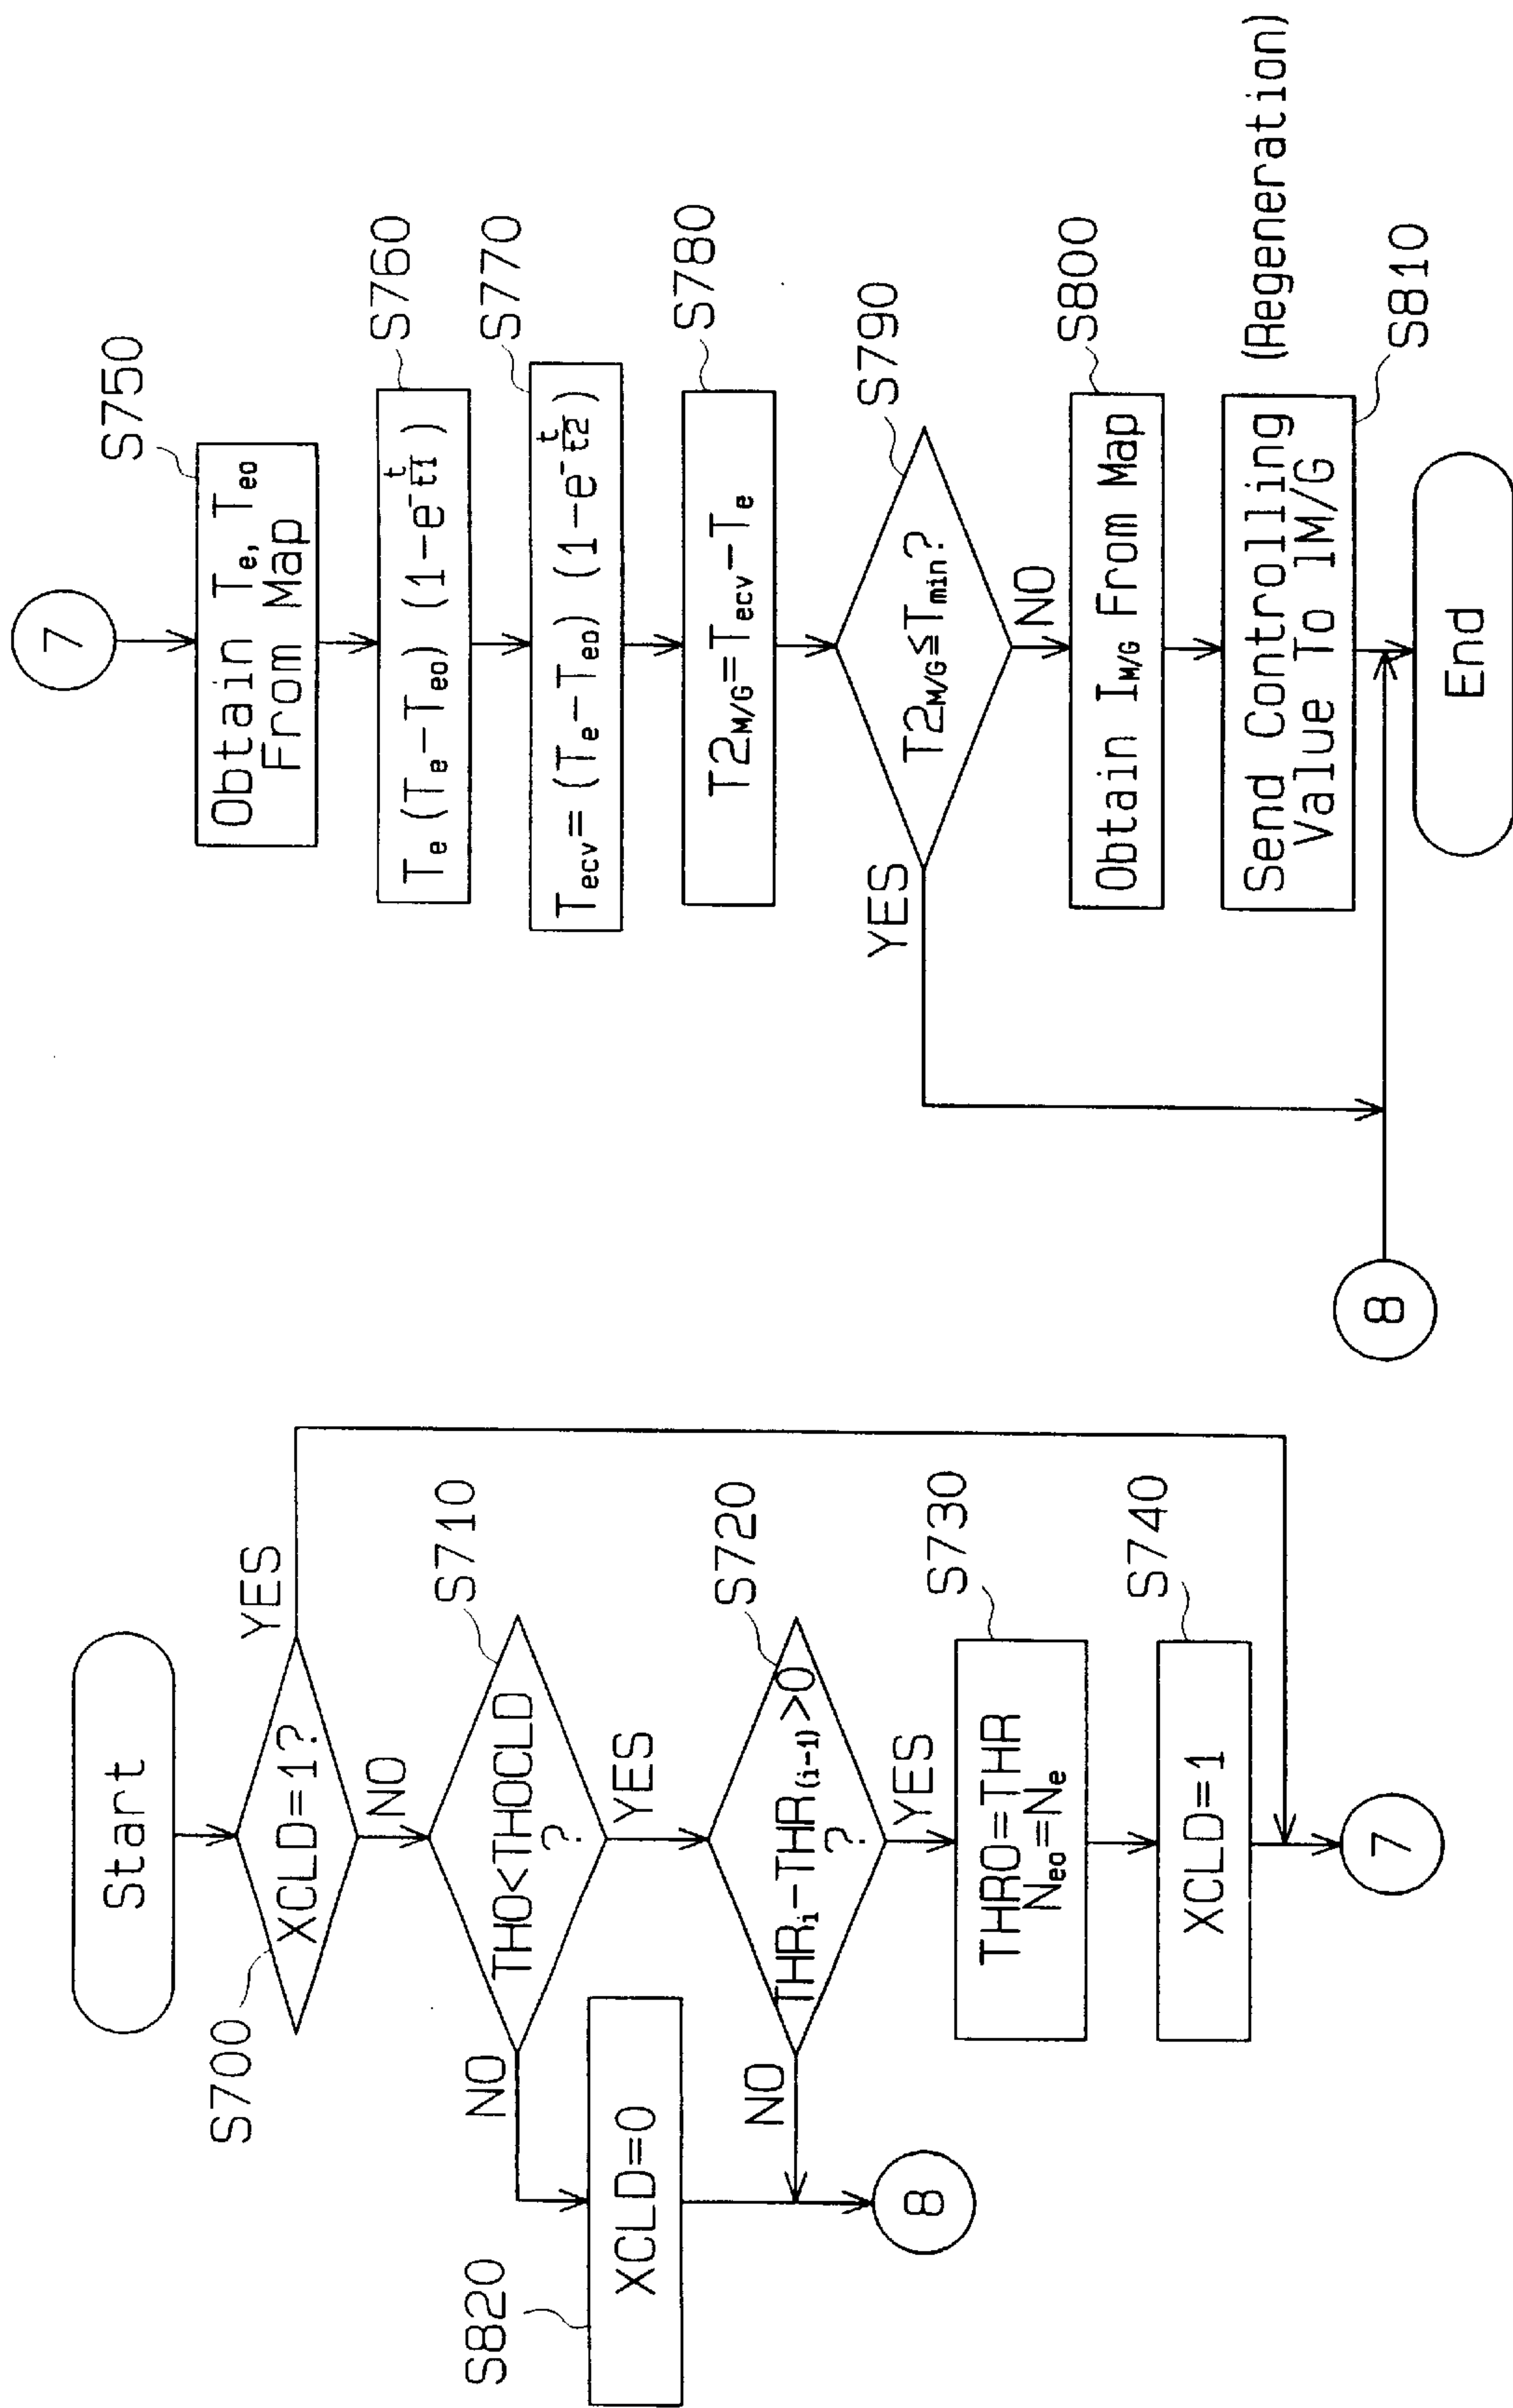 Start
S700
XCLD=1?
YES
NO
S710
THO<THOCLD
?
NO
YES
S820
XCLD=0
S720
THRi-THR(i-1)>0
?
NO
YES
8
S730
THRO=THR
Neo=Ne
S740
XCLD=1
7
7
S750
Obtain Te, Teo
From Map
S760
Te(Te-Teo)(1-e-t/t1)
S770
Tecv=(Te-Teo)(1-e-t/t2)
S780
T2M/G=Tecv-Te
S790
T2M/G≦Tmin?
YES
NO
S800
Obtain IM/G From Map
Send Controlling
Value To 1M/G
(Regeneration)
S810
8
End